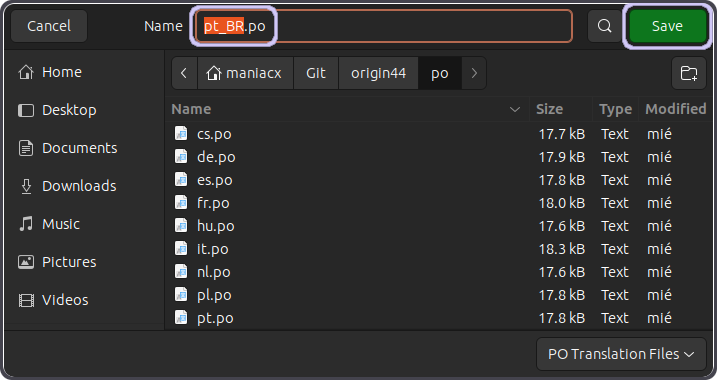 Cancel Name pt_BR.po Save
Home maniacx Git origin44 po
Name Size Type Modified
Desktop
cs.po 17.7 kB Text mié
Documents
de.po 17.9 kB Text mié
es.po 17.8 kB Text mié
Downloads
fr.po 18.0 kB Text mié
Music
hu.po 17.6 kB Text mié
it.po 18.3 kB Text mié
Pictures
nl.po 17.6 kB Text mié
Videos
pl.po 17.8 kB Text mié
pt.po 17.8 kB Text mié
PO Translation Files